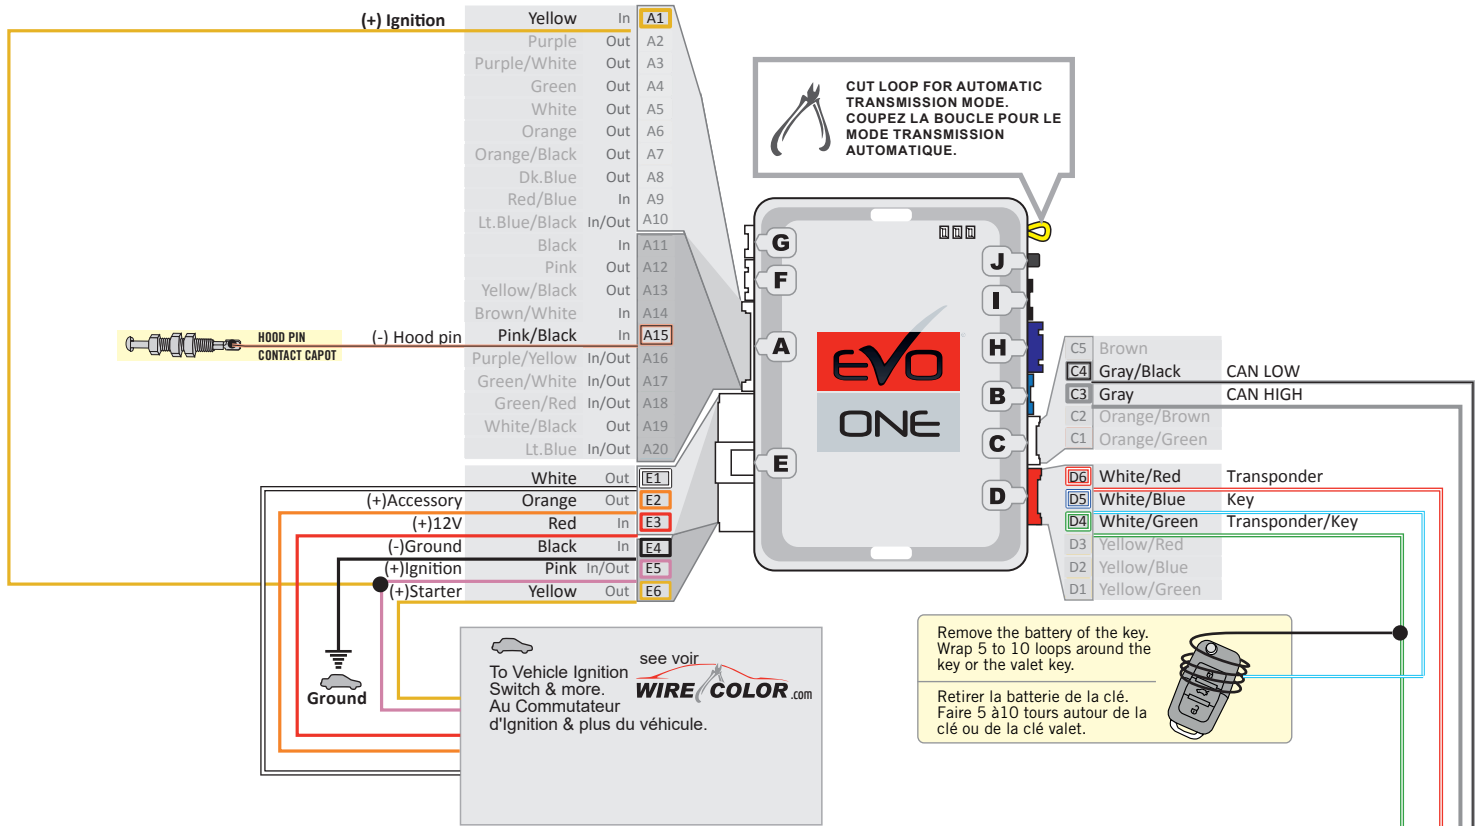 (+) Ignition Yellow In A1
Purple Out A2
Purple/White Out A3
Green Out A4
White Out A5
Orange Out A6
Orange/Black Out A7
Dk.Blue Out A8
Red/Blue In A9
Lt.Blue/Black In/Out A10
Black In A11
Pink Out A12
Yellow/Black Out A13
Brown/White In A14
HOOD PIN
CONTACT CAPOT
(-) Hood pin Pink/Black In A15
Purple/Yellow In/Out A16
Green/White In/Out A17
Green/Red In/Out A18
White/Black Out A19
Lt.Blue In/Out A20
White Out E1
(+)Accessory Orange Out E2
(+)12V Red In E3
(-)Ground Black In E4
(+)Ignition Pink In/Out E5
(+)Starter Yellow Out E6
Ground
To Vehicle Ignition
Switch & more.
Au Commutateur
d'Ignition & plus du véhicule.
see voir
WIRE COLOR .com
CUT LOOP FOR AUTOMATIC
TRANSMISSION MODE.
COUPEZ LA BOUCLE POUR LE
MODE TRANSMISSION
AUTOMATIQUE.
G
F
A
E
J
I
H
B
C
D
EVO
ONE
C5 Brown
C4 Gray/Black CAN LOW
C3 Gray CAN HIGH
C2 Orange/Brown
C1 Orange/Green
D6 White/Red Transponder
D5 White/Blue Key
D4 White/Green Transponder/Key
D3 Yellow/Red
D2 Yellow/Blue
D1 Yellow/Green
Remove the battery of the key.
Wrap 5 to 10 loops around the
key or the valet key.
Retirer la batterie de la clé.
Faire 5 à10 tours autour de la
clé ou de la clé valet.